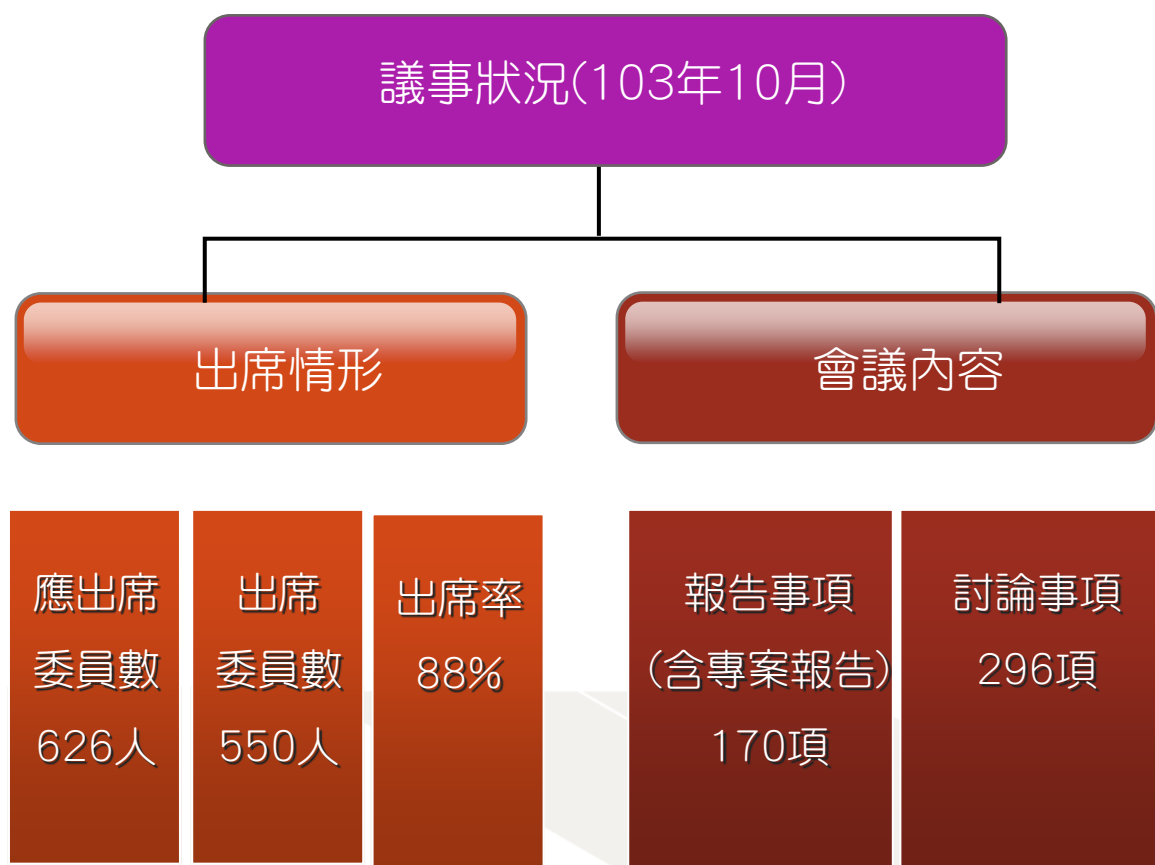 議事狀況(103年10月)
出席情形
會議內容
應出席
委員數
626人
出席
委員數
550人
出席率
88%
報告事項
(含專案報告)
170項
討論事項
296項